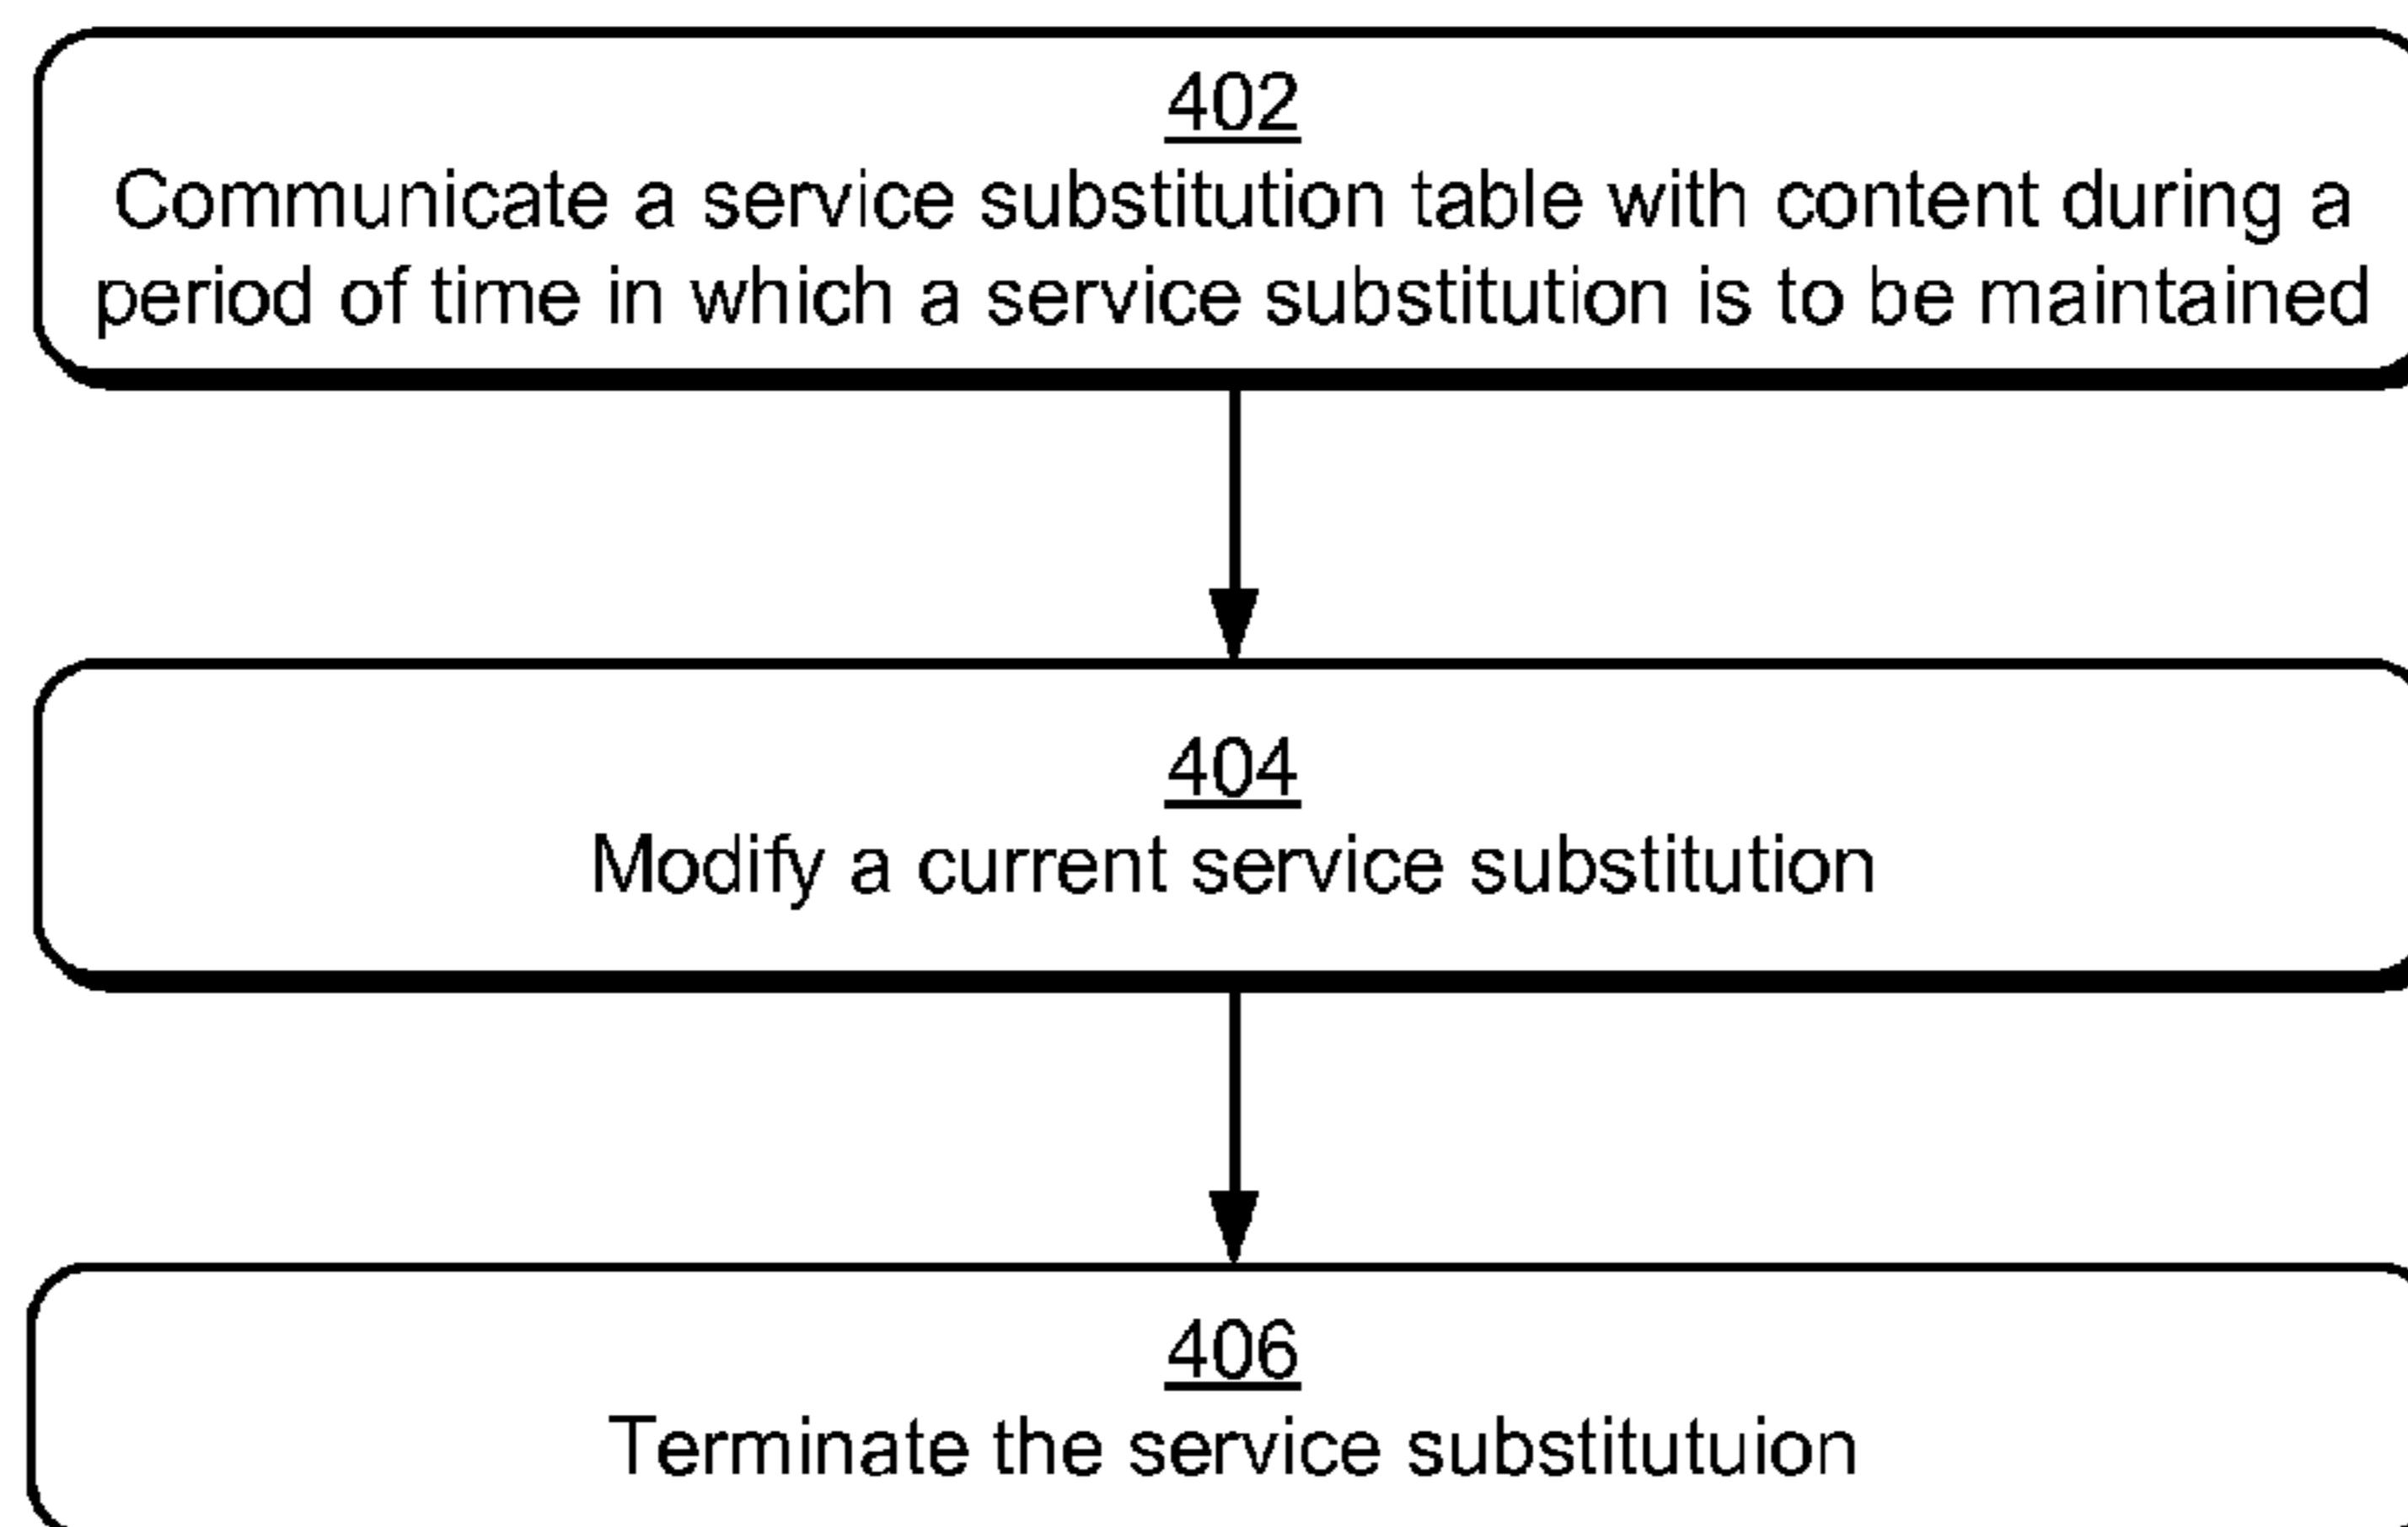 402
Communicate a service substitution table with content during a
period of time in which a service substitution is to be maintained
404
Modify a current service substitution
406
Terminate the service substitutuion